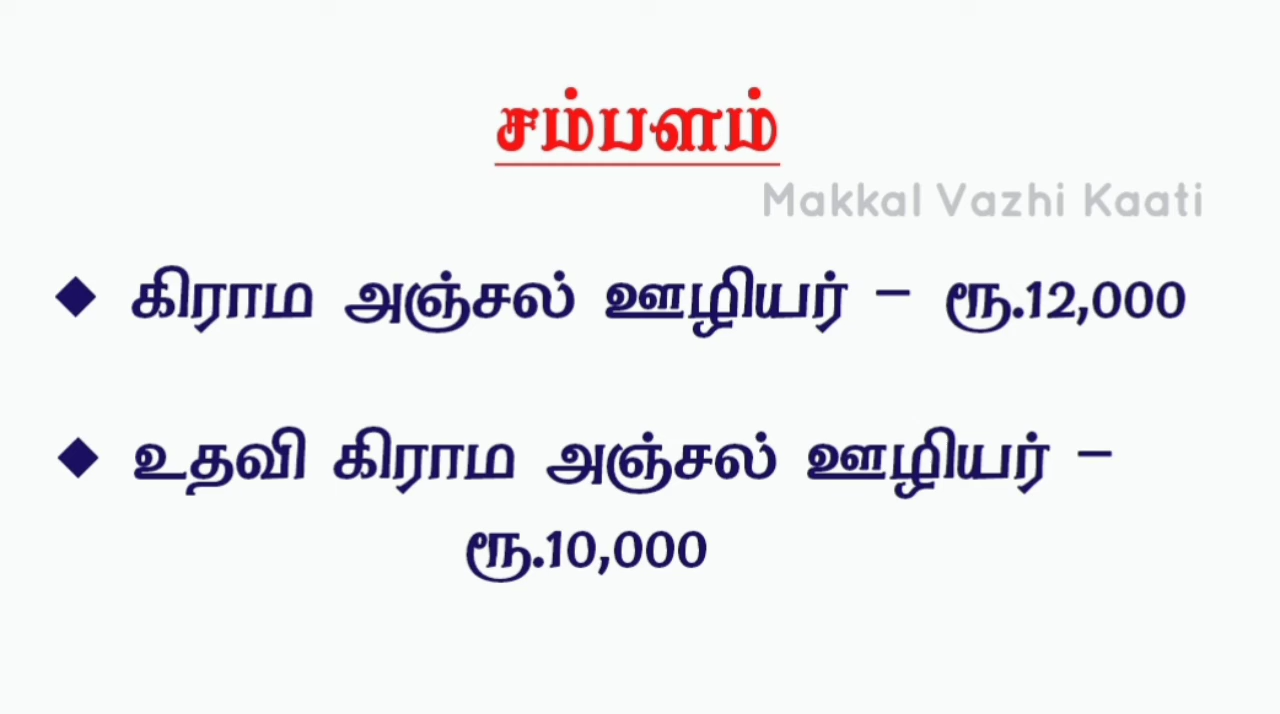 சம்பளம்
Makkal Vazhi Kaati
◆ கிராம அஞ்சல் ஊழியர் – ரூ.12,000
◆ உதவி கிராம அஞ்சல் ஊழியர் –
ரூ.10,000